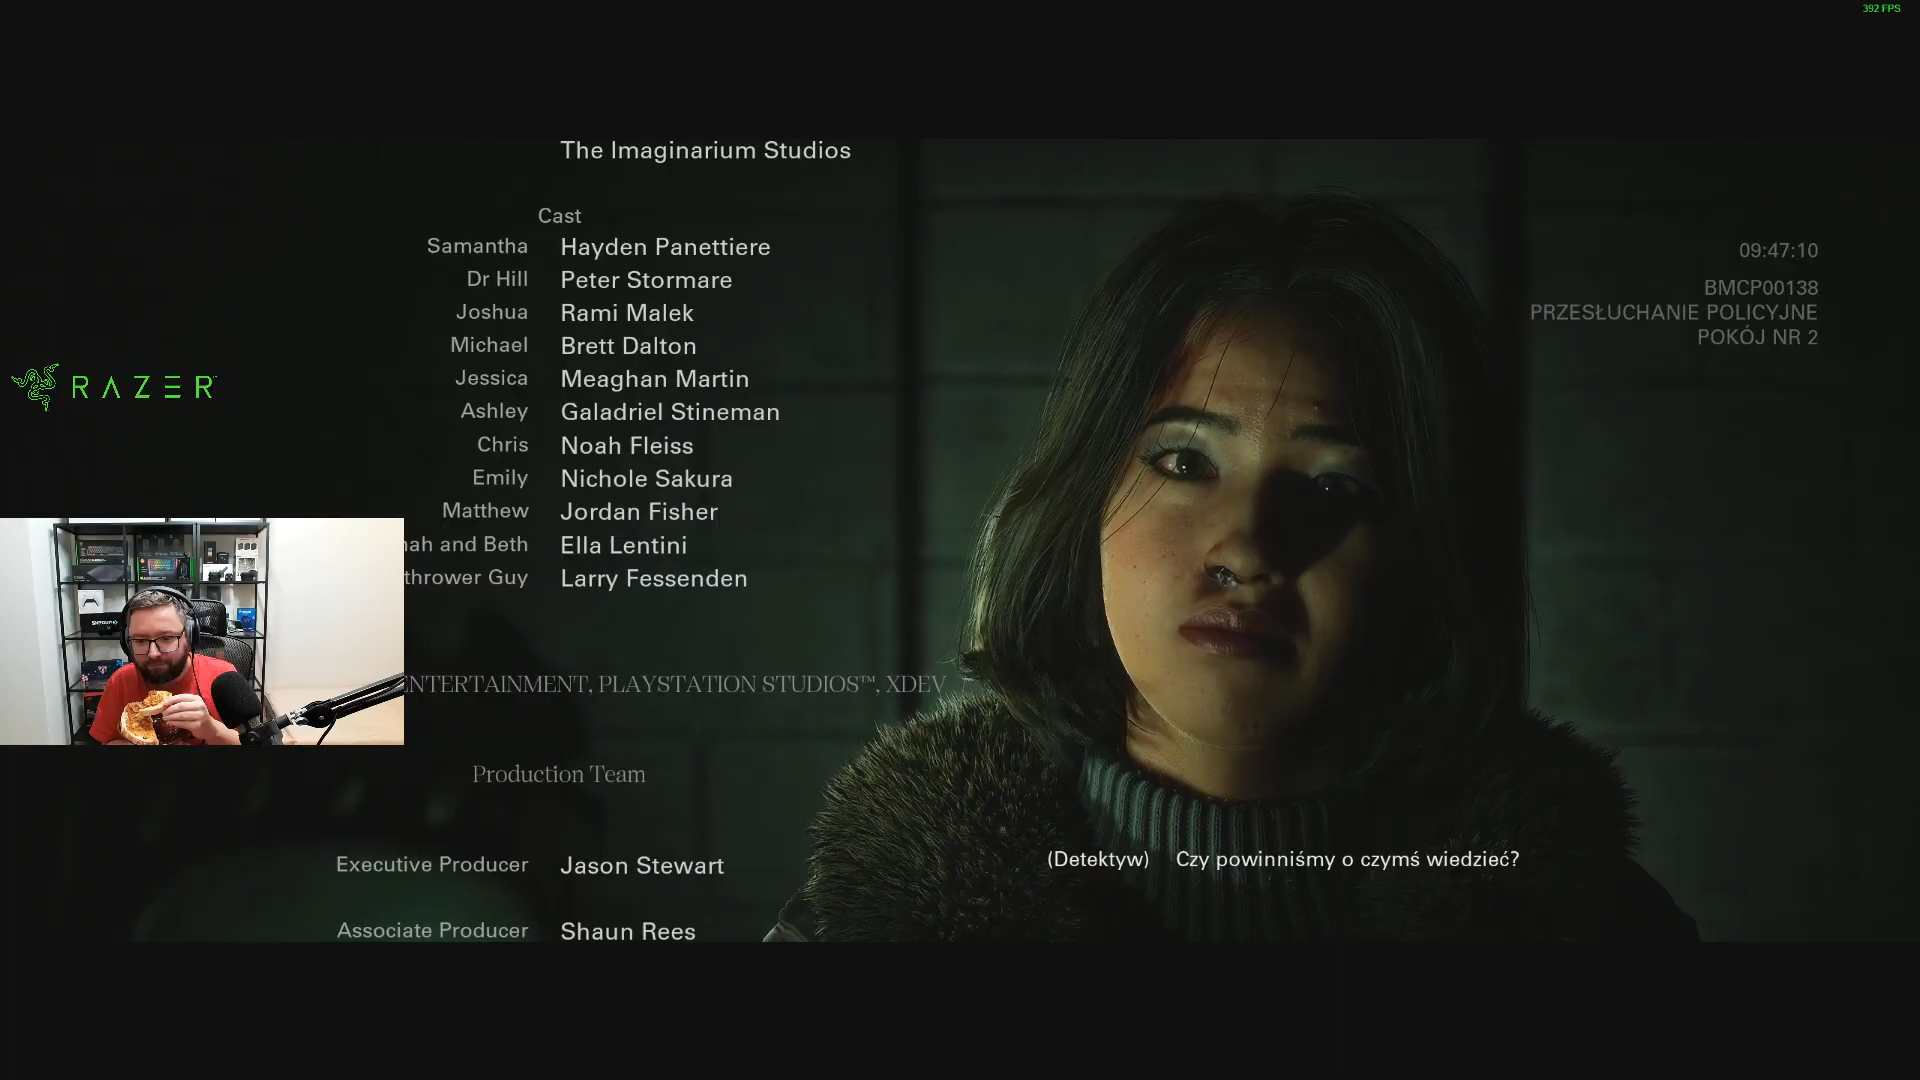 392 FPS
The Imaginarium Studios
Cast
Samantha Hayden Panettiere
Dr Hill Peter Stormare
Joshua Rami Malek
Michael Brett Dalton
Jessica Meaghan Martin
Ashley Galadriel Stineman
Chris Noah Fleiss
Emily Nichole Sakura
Matthew Jordan Fisher
nah and Beth Ella Lentini
thrower Guy Larry Fessenden
ENTERTAINMENT, PLAYSTATION STUDIOS™, XDEV
Production Team
Executive Producer Jason Stewart
Associate Producer Shaun Rees
09:47:10
BMCP00138
PRZESŁUCHANIE POLICYJNE
POKÓJ NR 2
RAZER
(Detektyw) Czy powinniśmy o czymś wiedzieć?